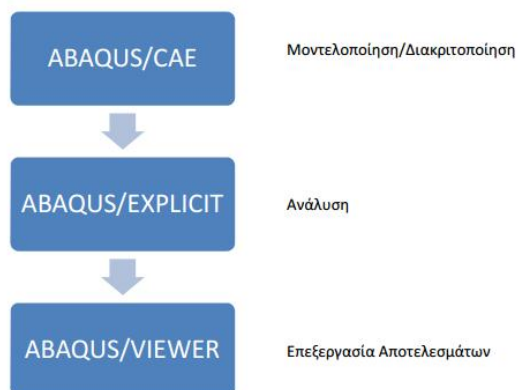 ABAQUS/CAE
Μοντελοποίηση/Διακριτοποίηση
ABAQUS/EXPLICIT
Ανάλυση
ABAQUS/VIEWER
Επεξεργασία Αποτελεσμάτων